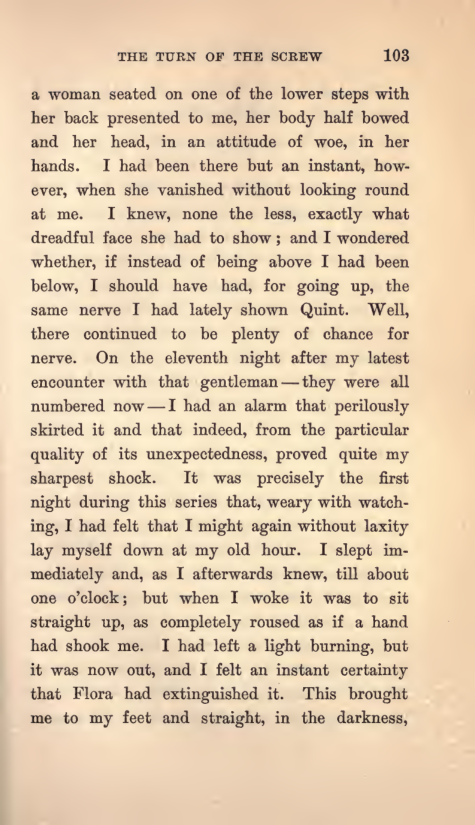 THE TURN OF THE SCREW 103
a woman seated on one of the lower steps with
her back presented to me, her body half bowed
and her head, in an attitude of woe, in her
hands. I had been there but an instant, how-
ever, when she vanished without looking round
at me. I knew, none the less, exactly what
dreadful face she had to show; and I wondered
whether, if instead of being above I had been
below, I should have had, for going up, the
same nerve I had lately shown Quint. Well,
there continued to be plenty of chance for
nerve. On the eleventh night after my latest
encounter with that gentleman—they were all
numbered now—I had an alarm that perilously
skirted it and that indeed, from the particular
quality of its unexpectedness, proved quite my
sharpest shock. It was precisely the first
night during this series that, weary with watch-
ing, I had felt that I might again without laxity
lay myself down at my old hour. I slept im-
mediately and, as I afterwards knew, till about
one o'clock; but when I woke it was to sit
straight up, as completely roused as if a hand
had shook me. I had left a light burning, but
it was now out, and I felt an instant certainty
that Flora had extinguished it. This brought
me to my feet and straight, in the darkness,